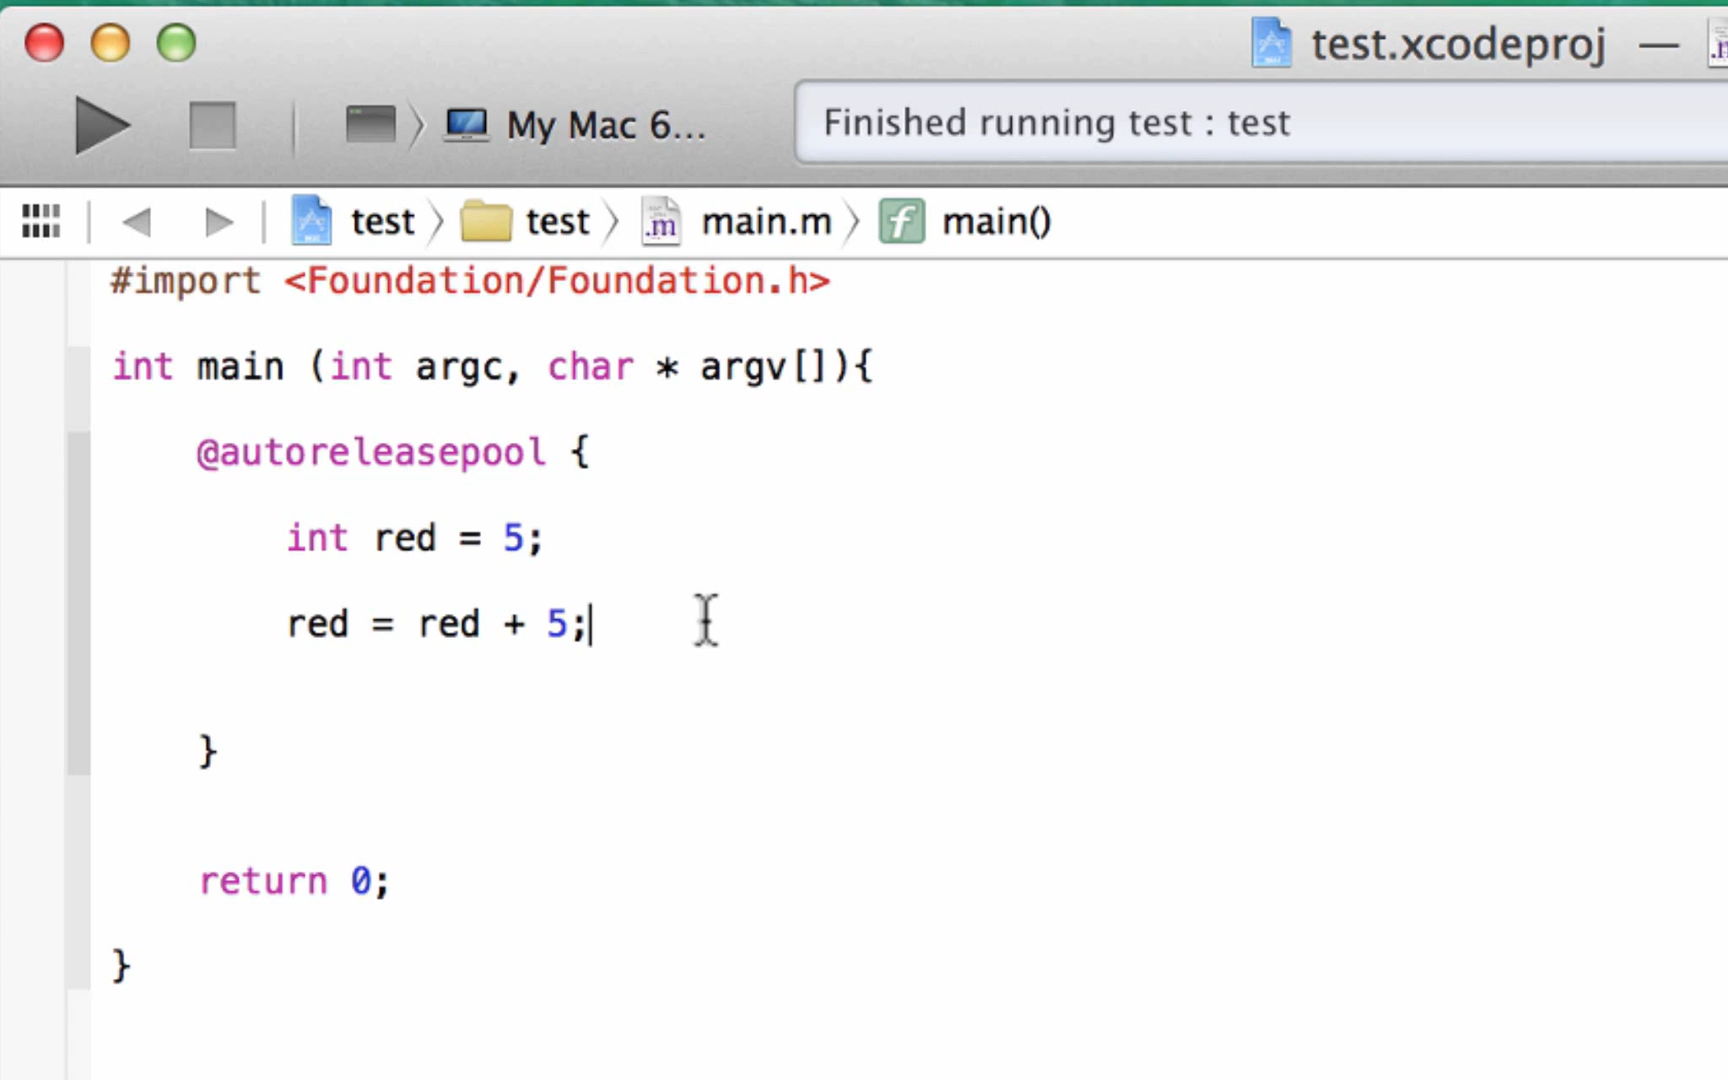 test.xcodeproj —
My Mac 6...
Finished running test : test
test test main.m main()
#import <Foundation/Foundation.h>
int main (int argc, char * argv[]){
@autoreleasepool {
int red = 5;
red = red + 5;
}
return 0;
}